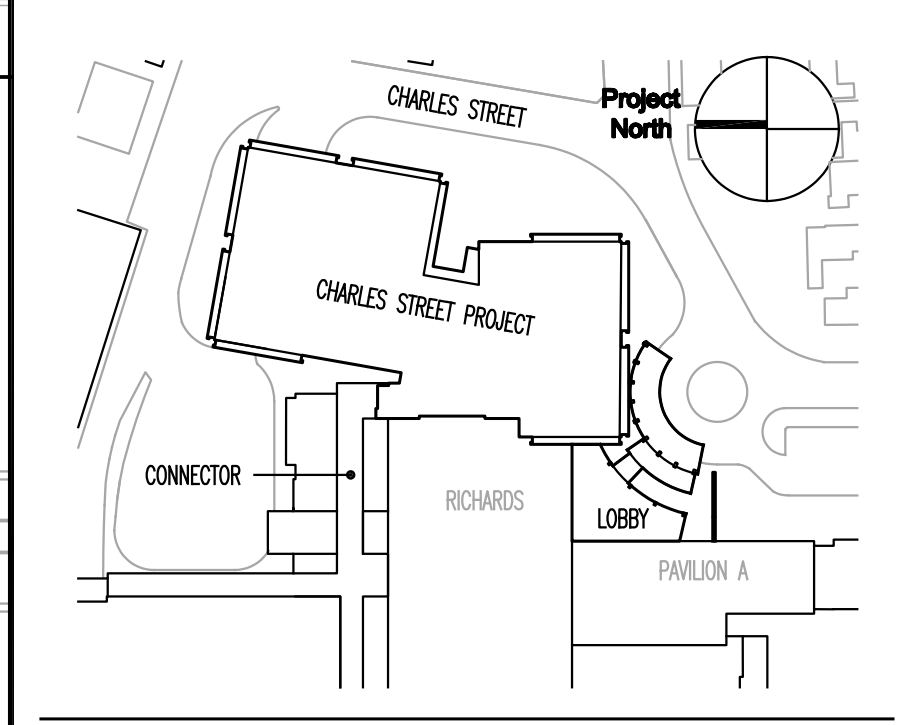 CHARLES STREET
Project
North
CHARLES STREET PROJECT
CONNECTOR
RICHARDS
LOBBY
PAVILION A